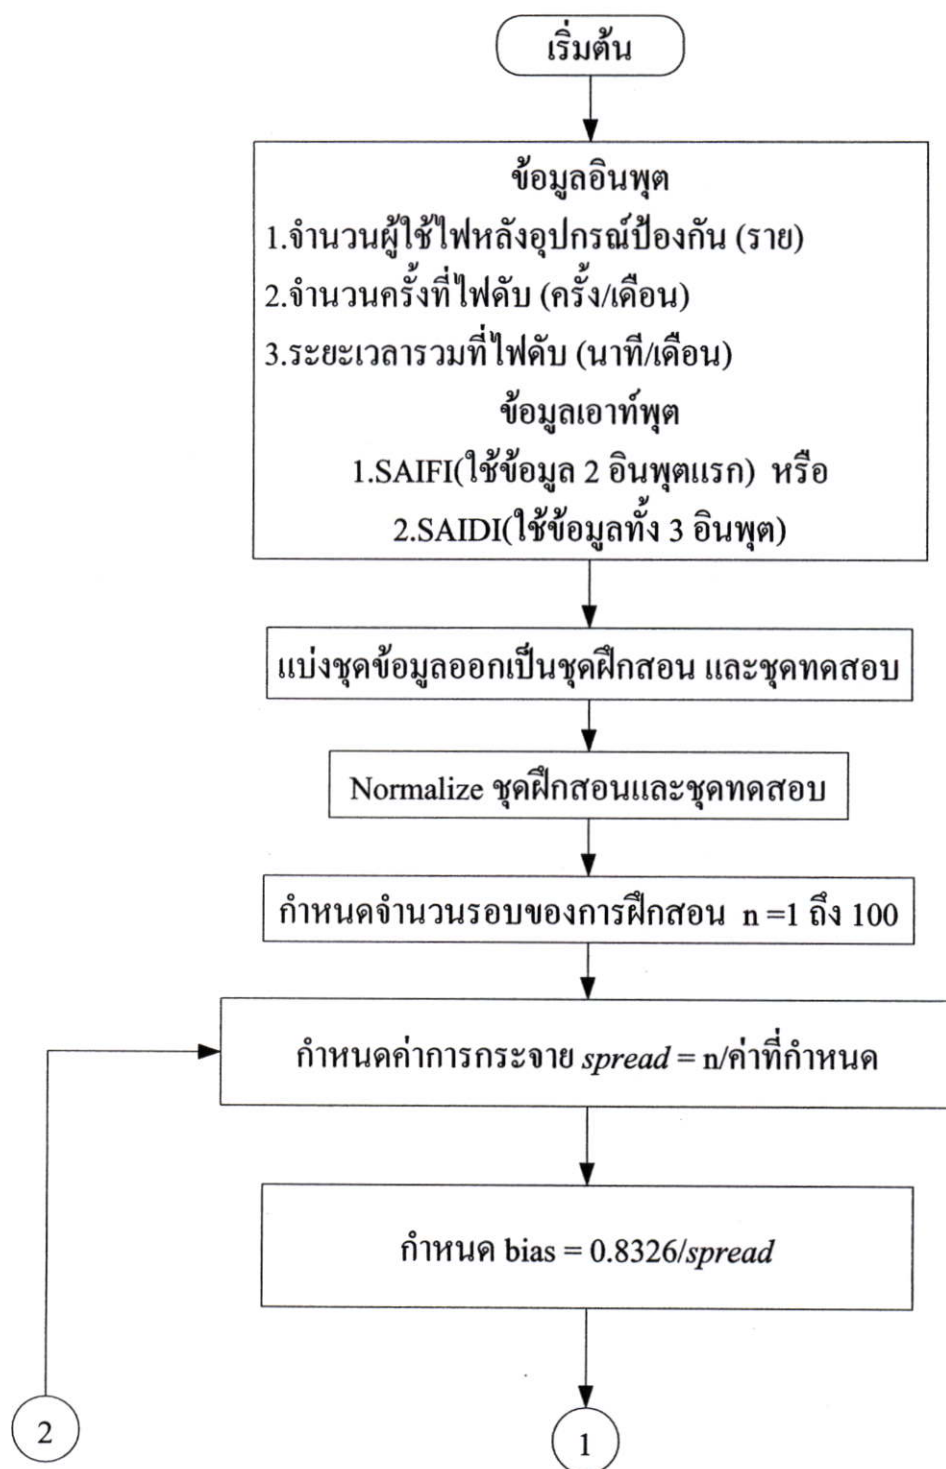 เริ่มต้น
ข้อมูลอินพุต
1.จำนวนผู้ใช้ไฟหลังอุปกรณ์ป้องกัน (ราย)
2.จำนวนครั้งที่ไฟดับ (ครั้ง/เดือน)
3.ระยะเวลารวมที่ไฟดับ (นาที/เดือน)
ข้อมูลเอาท์พุต
1.SAIFI(ใช้ข้อมูล 2 อินพุตแรก) หรือ
2.SAIDI(ใช้ข้อมูลทั้ง 3 อินพุต)
แบ่งชุดข้อมูลออกเป็นชุดฝึกสอน และชุดทดสอบ
Normalize ชุดฝึกสอนและชุดทดสอบ
กำหนดจำนวนรอบของการฝึกสอน n =1 ถึง 100
กำหนดค่าการกระจาย spread = n/ค่าที่กำหนด
กำหนด bias = 0.8326/spread
2
1